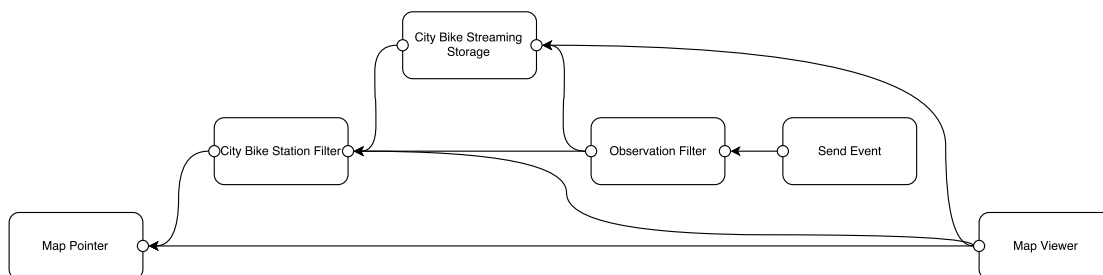 City Bike Streaming
Storage
City Bike Station Filter
Observation Filter
Send Event
Map Pointer
Map Viewer